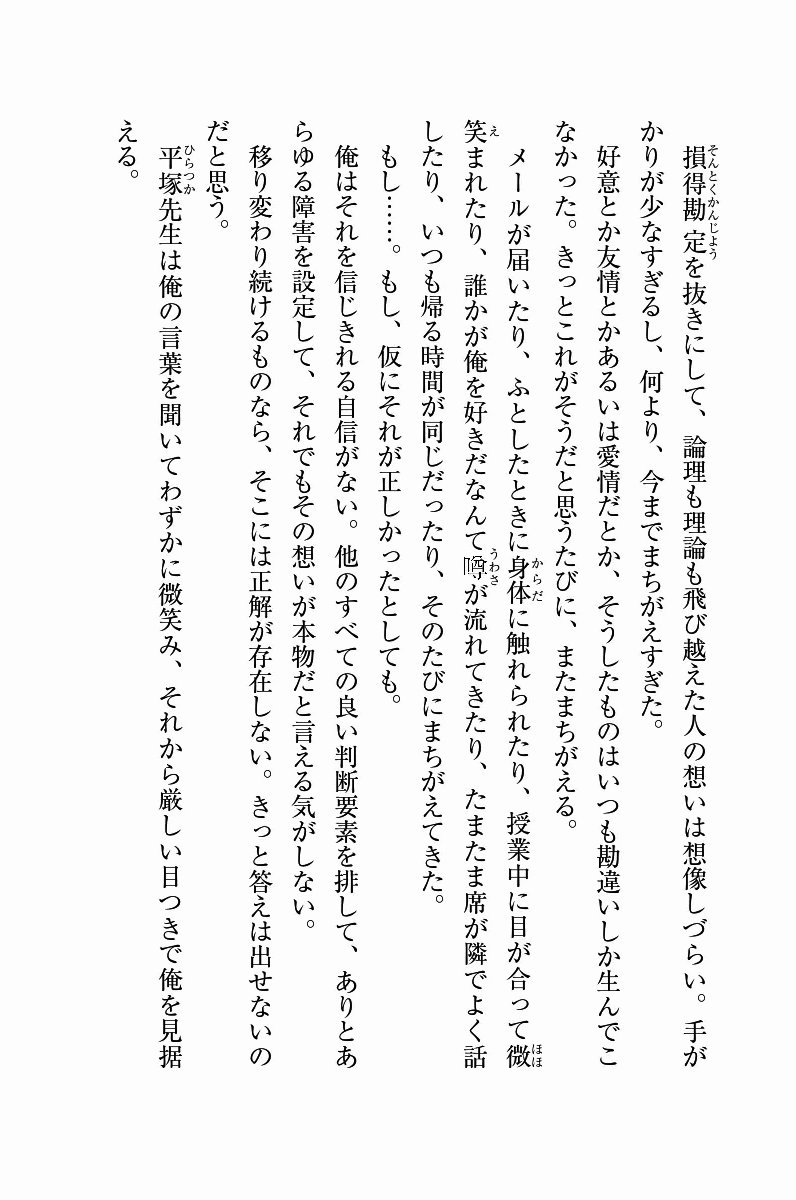 損得勘定を抜きにして、論理も理論も飛び越えた人の想いは想像しづらい。手が
かりが少なすぎるし、何より、今までまちがえすぎた。
好意とか友情とかあるいは愛情だとか、そうしたものはいつも勘違いしか生んでこ
なかった。きっとこれがそうだと思うたびに、またまちがえる。
メールが届いたり、ふとしたときに身体に触れられたり、授業中に目が合って微
笑まれたり、誰かが俺を好きだなんて噂が流れてきたり、たまたま席が隣でよく話
したり、いつも帰る時間が同じだったり、そのたびにまちがえてきた。
もし……。もし、仮にそれが正しかったとしても。
俺はそれを信じきれる自信がない。他のすべての良い判断要素を排して、ありとあ
らゆる障害を設定して、それでもその想いが本物だと言える気がしない。
移り変わり続けるものなら、そこには正解が存在しない。きっと答えは出せないの
だと思う。
平塚先生は俺の言葉を聞いてわずかに微笑み、それから厳しい目つきで俺を見据
える。